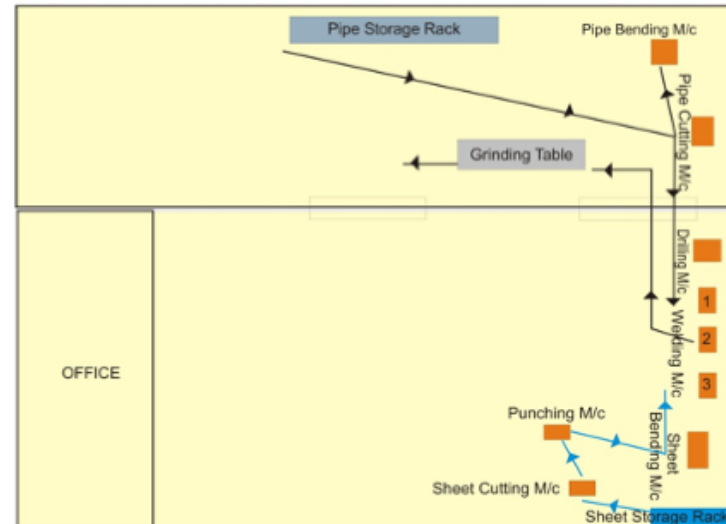 Pipe Storage Rack
Pipe Bending M/c
Pipe Cutting M/c
Grinding Table
Drilling M/c
1
Welding M/c
2
3
OFFICE
Punching M/c
Sheet
Bending M/c
Sheet Cutting M/c
Sheet Storage Rack